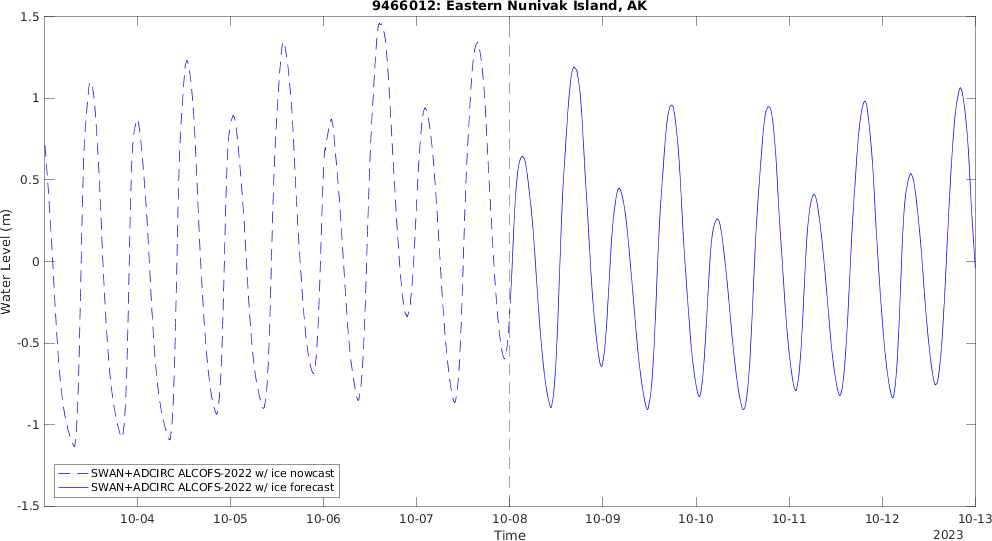 9466012: Eastern Nunivak Island, AK
1.5
1
0.5
0
-0.5
-1
-1.5
Water Level (m)
SWAN+ADCIRC ALCOFS-2022 w/ ice nowcast
SWAN+ADCIRC ALCOFS-2022 w/ ice forecast
10-04 10-05 10-06 10-07 10-08 10-09 10-10 10-11 10-12 10-13
Time
2023